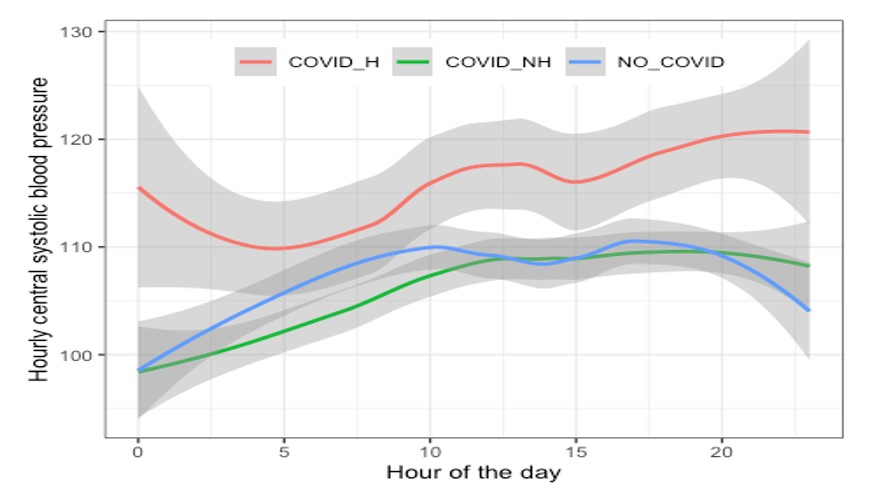 130
COVID_H COVID_NH NO_COVID
120
110
100
Hourly central systolic blood pressure
0 5 10 15 20
Hour of the day